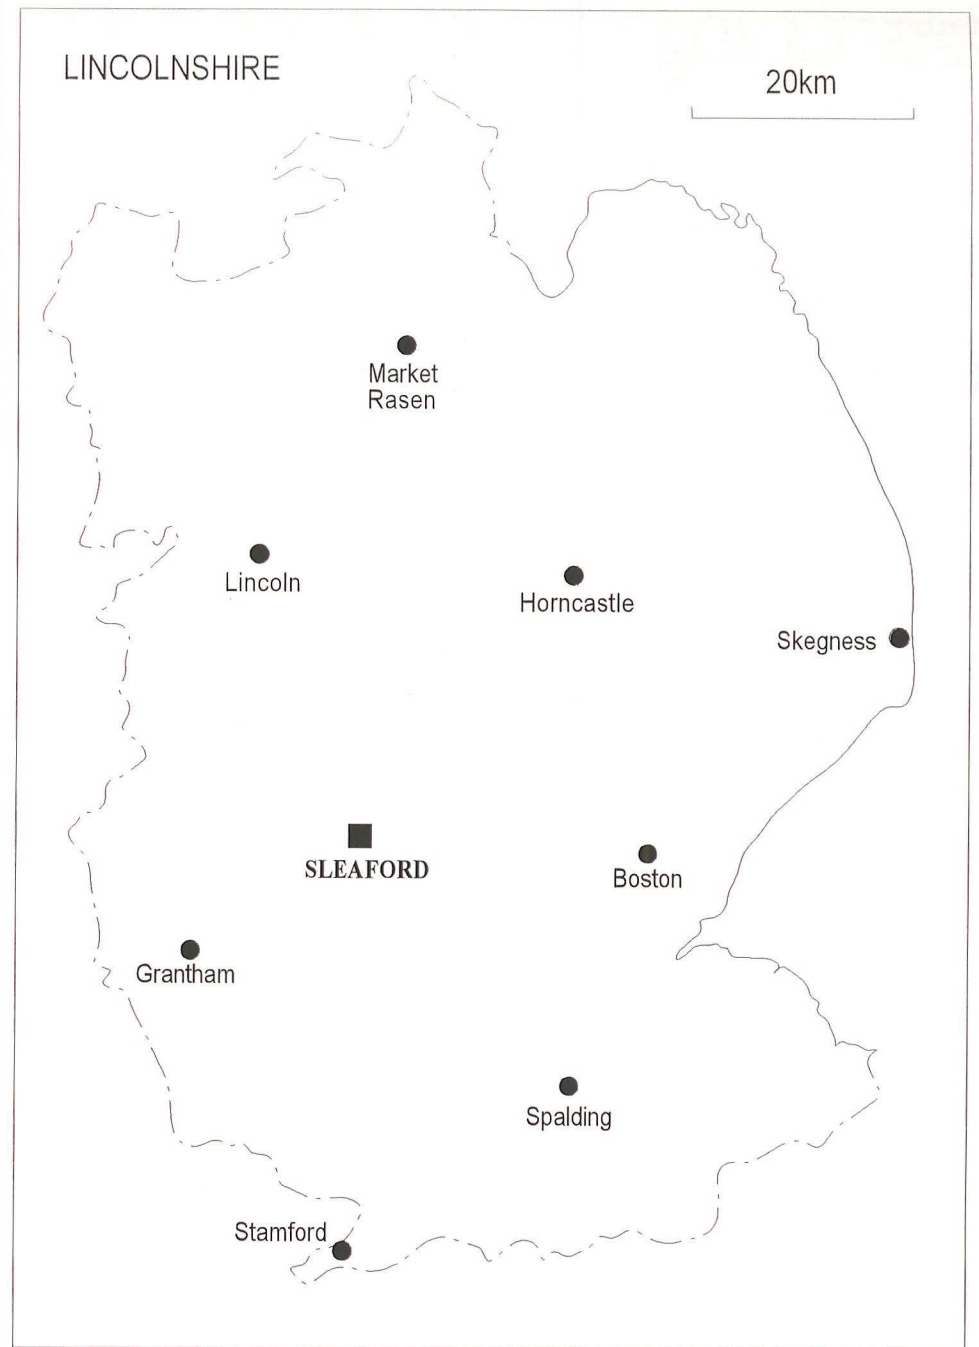 LINCOLNSHIRE
20km
Market
Rasen
Lincoln
Horncastle
Skegness
SLEAFORD
Boston
Grantham
Spalding
Stamford